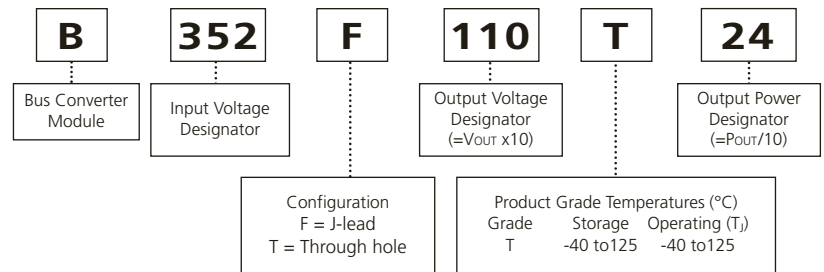 B 352 F 110 T 24
Bus Converter
Module
Input Voltage
Designator
Output Voltage
Designator
(=VOUT x10)
Output Power
Designator
(=POUT/10)
Configuration
F = J-lead
T = Through hole
Product Grade Temperatures (°C)
Grade Storage Operating (TJ)
T -40 to125 -40 to125